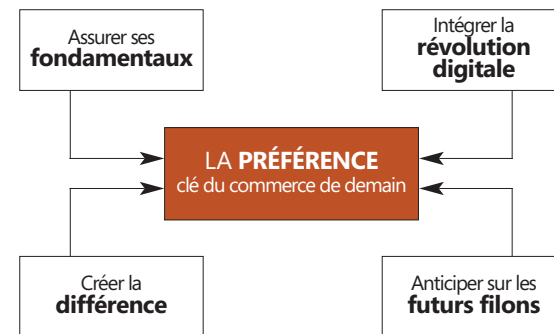 Assurer ses
fondamentaux
Intégrer la
révolution
digitale
LA PRÉFÉRENCE
clé du commerce de demain
Créer la
différence
Anticiper sur les
futurs filons